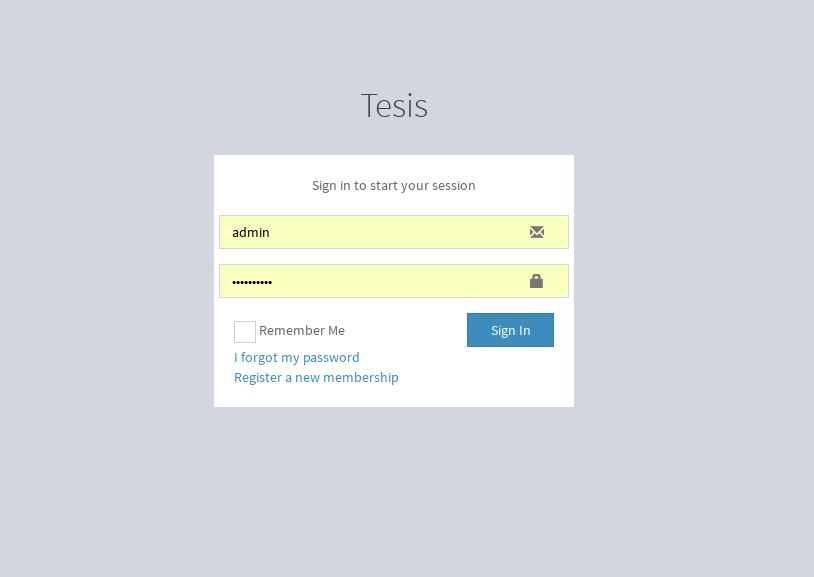 Tesis
Sign in to start your session
admin
••••••••••
Remember Me
Sign In
I forgot my password
Register a new membership